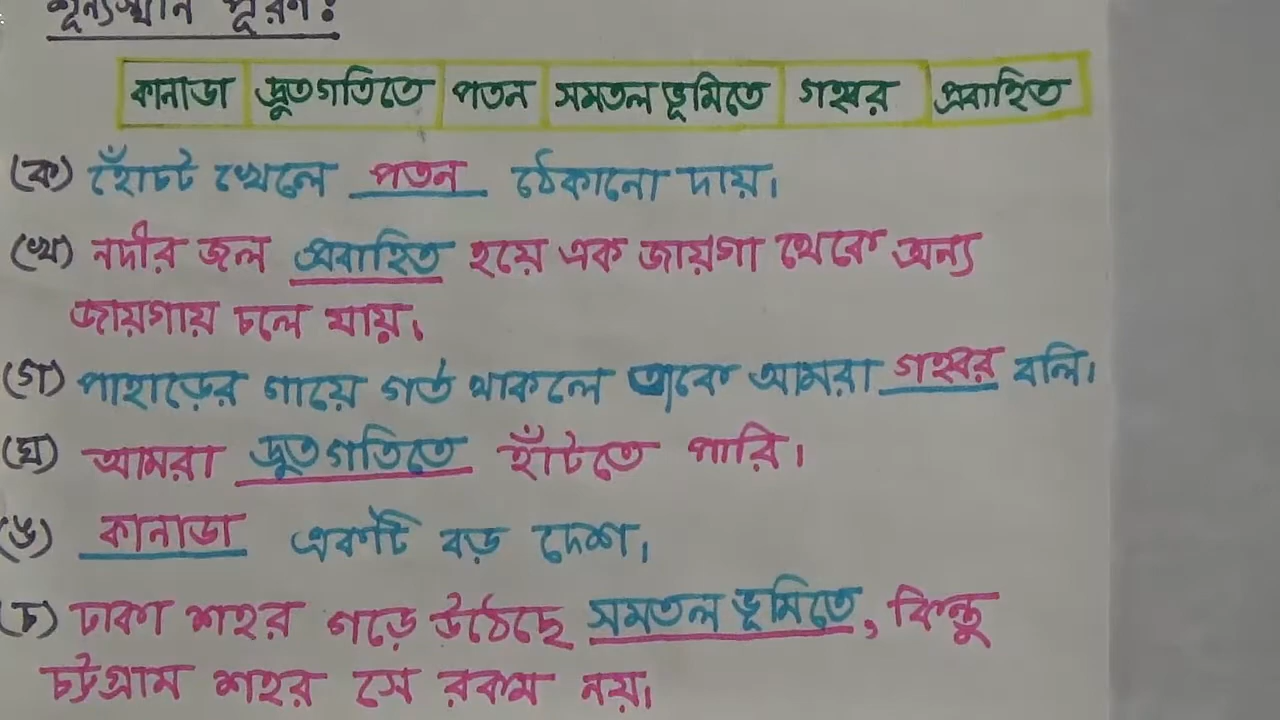 শূন্যস্থান পূরণ:
কানাডা দ্রুতগতিতে পতন সমতল ভূমিতে গহ্বর প্রবাহিত
(ক) হোঁচট খেলে পতন ঠেকানো দায়।
(খ) নদীর জল প্রবাহিত হয়ে এক জায়গা থেকে অন্য
জায়গায় চলে যায়।
(গ) পাহাড়ের গায়ে গর্ত থাকলে তাকে আমরা গহ্বর বলি।
(ঘ) আমরা দ্রুতগতিতে হাঁটতে পারি।
(ঙ) কানাডা একটি বড় দেশ।
(চ) ঢাকা শহর গড়ে উঠেছে সমতল ভূমিতে, কিন্তু
চট্টগ্রাম শহর সে রকম নয়।